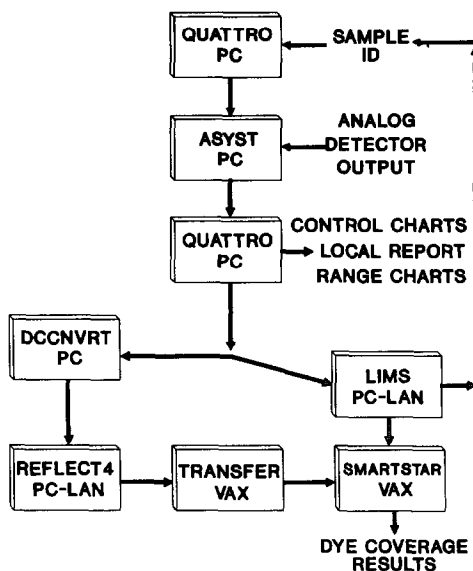 QUATTRO
PC
SAMPLE
ID
ASYST
PC
ANALOG
DETECTOR
OUTPUT
QUATTRO
PC
CONTROL CHARTS
LOCAL REPORT
RANGE CHARTS
DCCNVRT
PC
LIMS
PC-LAN
REFLECT4
PC-LAN
TRANSFER
VAX
SMARTSTAR
VAX
DYE COVERAGE
RESULTS